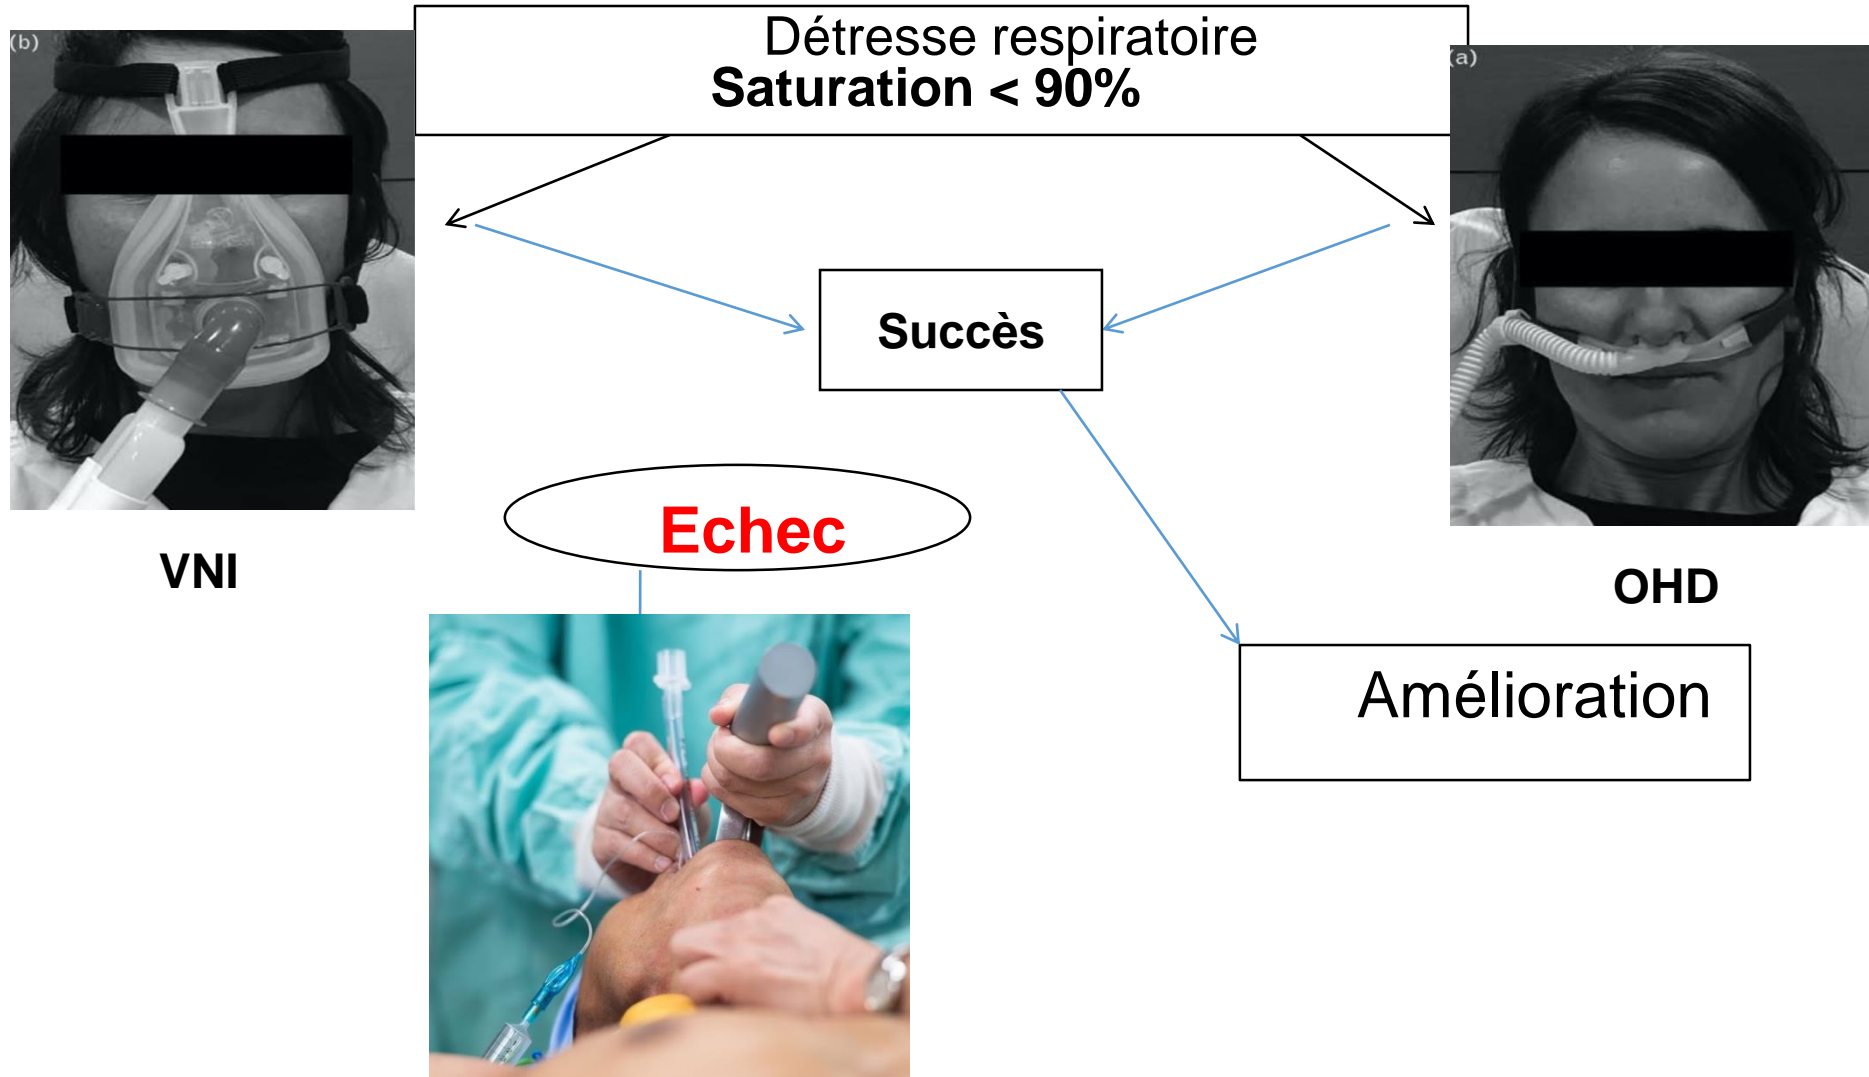 (b)
Détresse respiratoire
Saturation < 90%
(a)
Succès
Echec
VNI
OHD
Amélioration